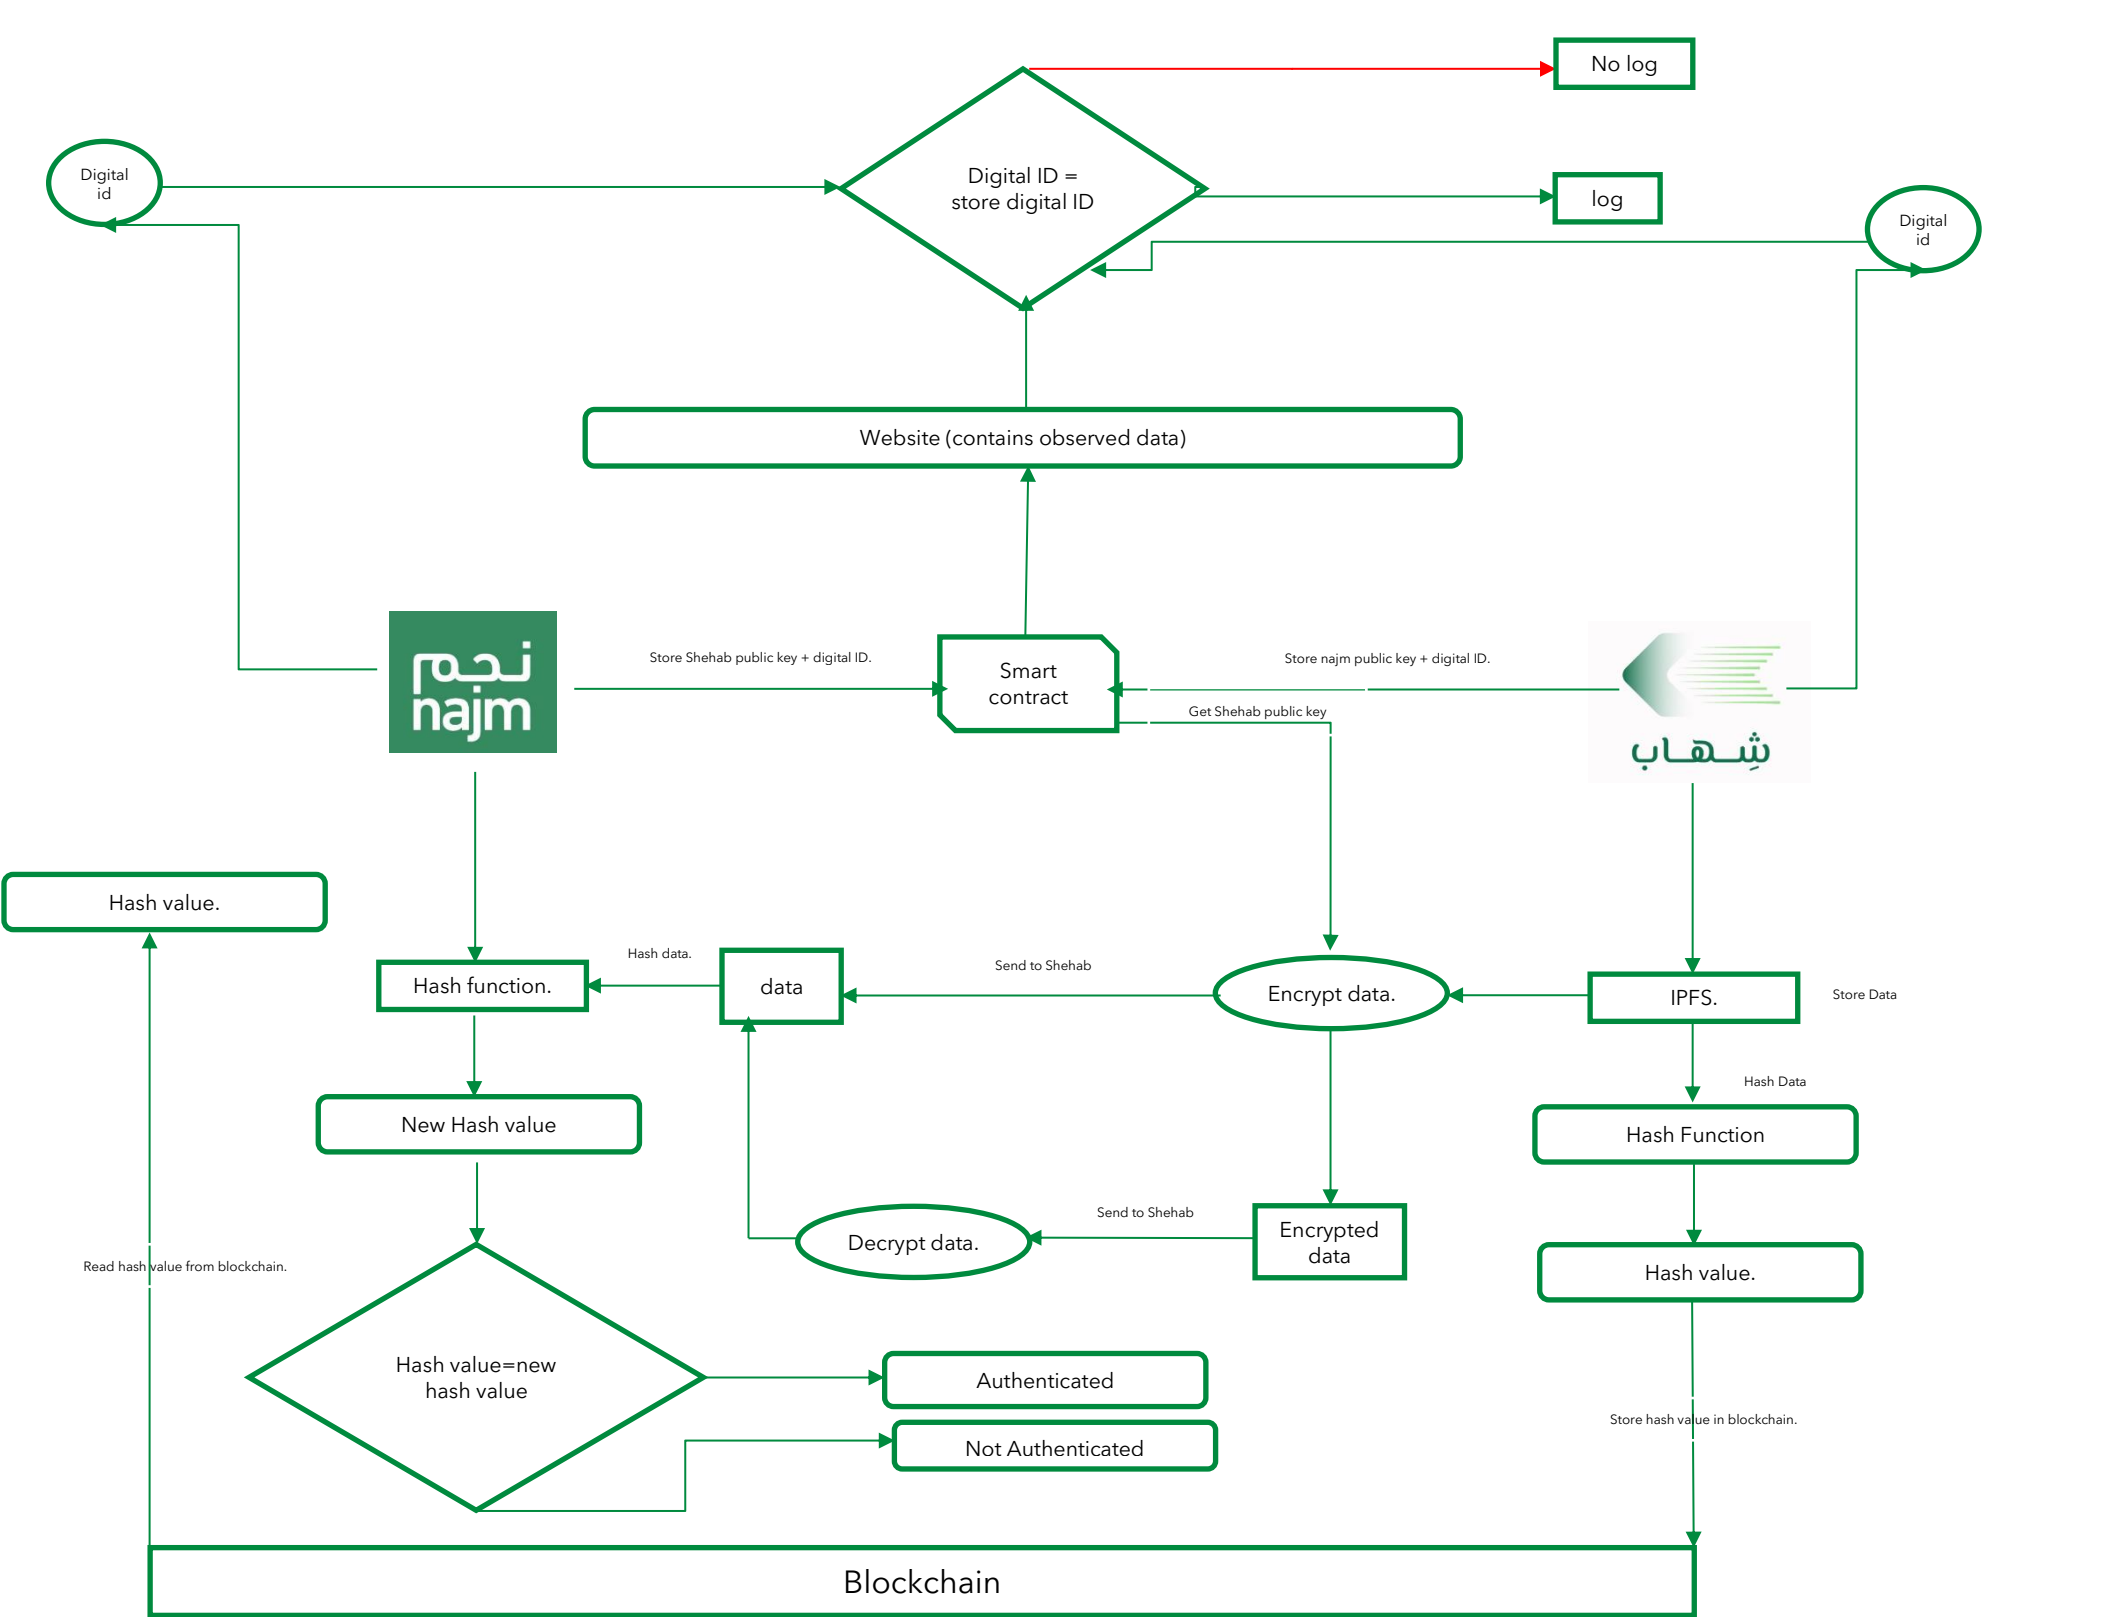 No log
Digital
id
Digital ID =
store digital ID
log
Digital
id
Website (contains observed data)
نجم
najm
Store Shehab public key + digital ID.
Smart
contract
Store najm public key + digital ID.
Get Shehab public key
شِهاب
Hash value.
Hash function.
Hash data.
data
Send to Shehab
Encrypt data.
IPFS.
Store Data
Hash Data
New Hash value
Hash Function
Decrypt data.
Send to Shehab
Encrypted
data
Hash value.
Read hash value from blockchain.
Hash value=new
hash value
Authenticated
Not Authenticated
Store hash value in blockchain.
Blockchain